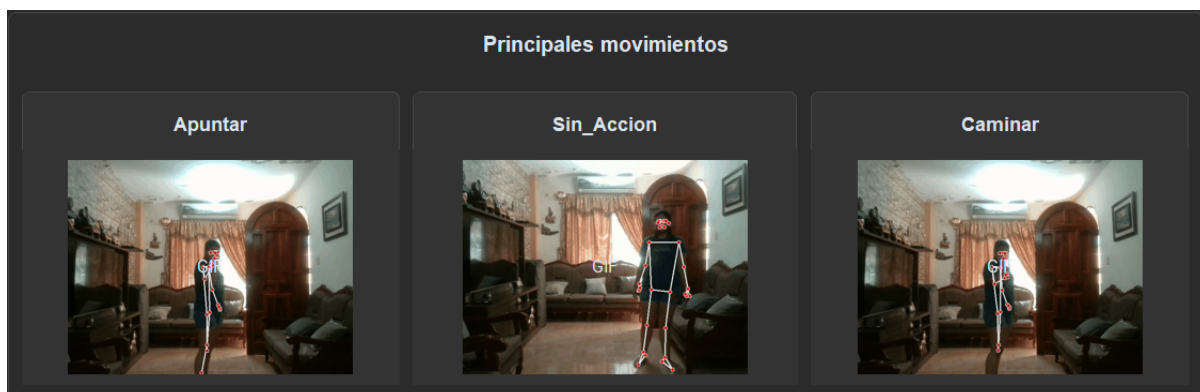 Principales movimientos
Apuntar
Sin_Accion
Caminar
GIF
GIF
GIF